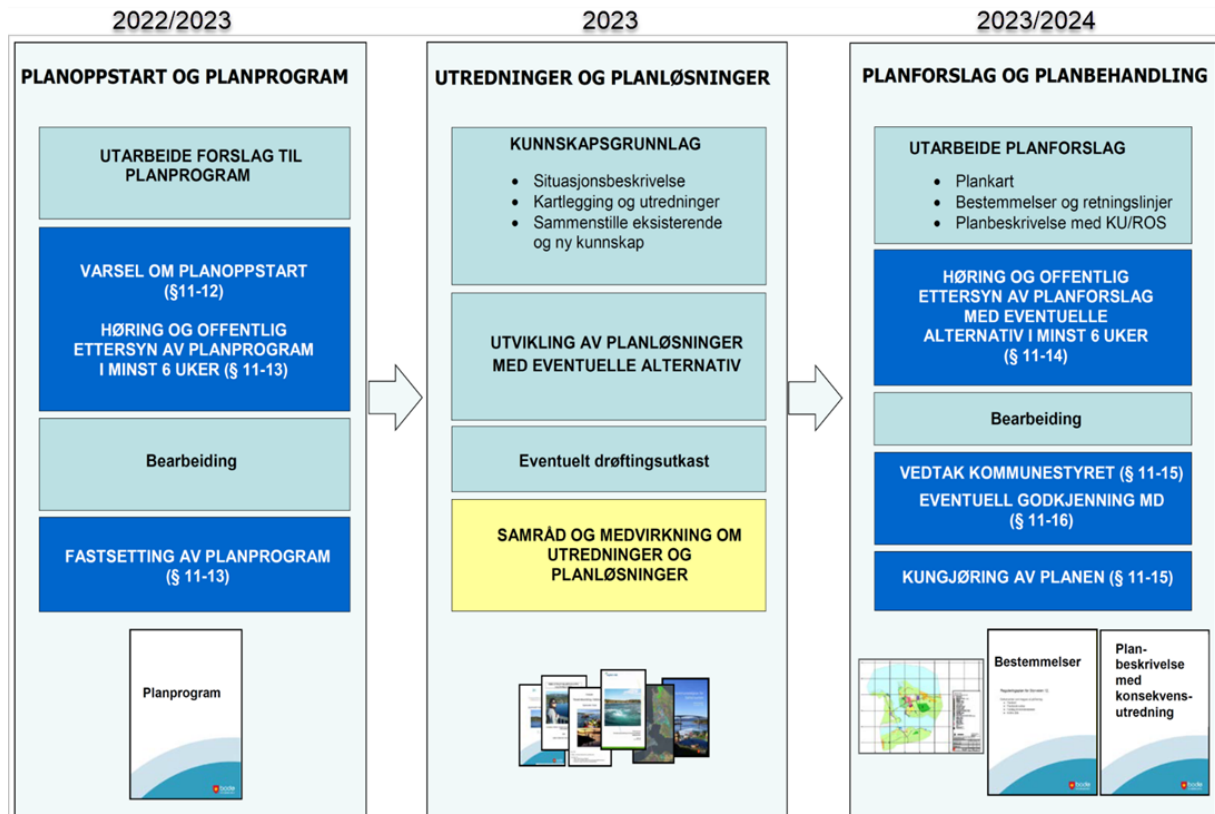 2022/2023
PLANOPPSTART OG PLANPROGRAM
UTARBEIDE FORSLAG TIL
PLANPROGRAM
VARSEL OM PLANOPPSTART
(§11-12)
HØRING OG OFFENTLIG
ETTERSYN AV PLANPROGRAM
I MINST 6 UKER (§ 11-13)
Bearbeiding
FASTSETTING AV PLANPROGRAM
(§ 11-13)
Planprogram
bodø
2023
UTREDNINGER OG PLANLØSNINGER
KUNNSKAPSGRUNNLAG
• Situasjonsbeskrivelse
• Kartlegging og utredninger
• Sammenstille eksisterende
og ny kunnskap
UTVIKLING AV PLANLØSNINGER
MED EVENTUELLE ALTERNATIV
Eventuelt drøftingsutkast
SAMRÅD OG MEDVIRKNING OM
UTREDNINGER OG
PLANLØSNINGER
2023/2024
PLANFORSLAG OG PLANBEHANDLING
UTARBEIDE PLANFORSLAG
• Plankart
• Bestemmelser og retningslinjer
• Planbeskrivelse med KU/ROS
HØRING OG OFFENTLIG
ETTERSYN AV PLANFORSLAG
MED EVENTUELLE
ALTERNATIV I MINST 6 UKER
(§ 11-14)
Bearbeiding
VEDTAK KOMMUNESTYRET (§ 11-15)
EVENTUELL GODKJENNING MD
(§ 11-16)
KUNGJØRING AV PLANEN (§ 11-15)
Bestemmelser
bodø
Plan-
beskrivelse
med
konsekvens-
utredning
bodø